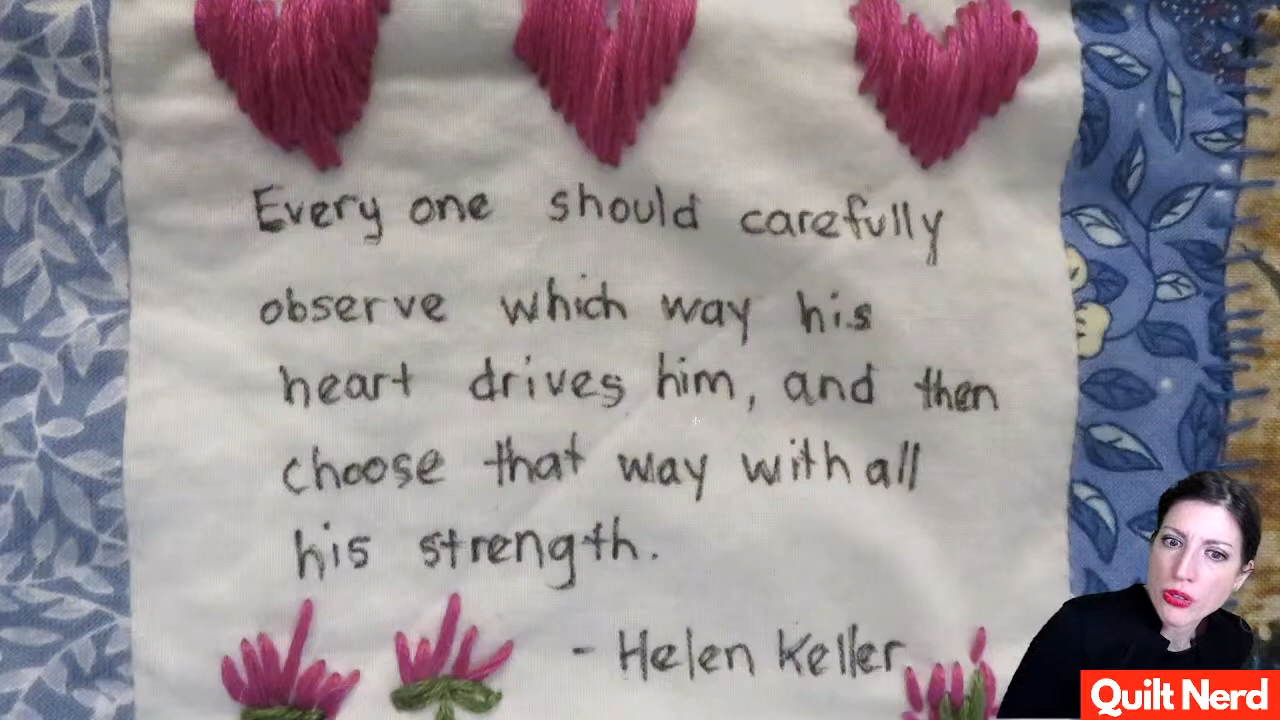 Every one should carefully
observe which way his
heart drives him, and then
choose that way with all
his strength.
- Helen Keller
Quilt Nerd